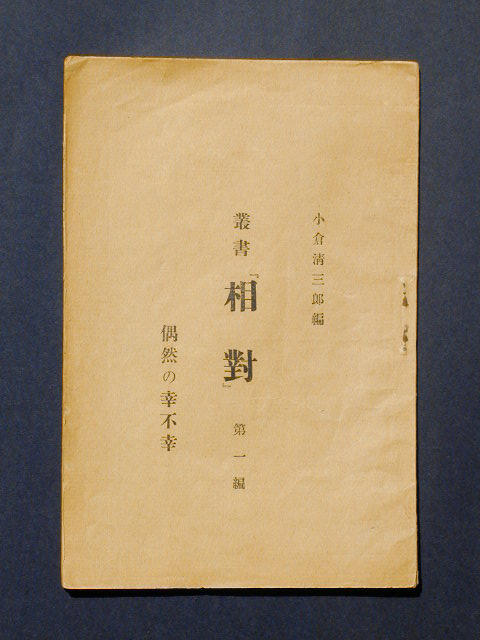 小倉清三郎編
叢書『相對』第一編
偶然の幸不幸